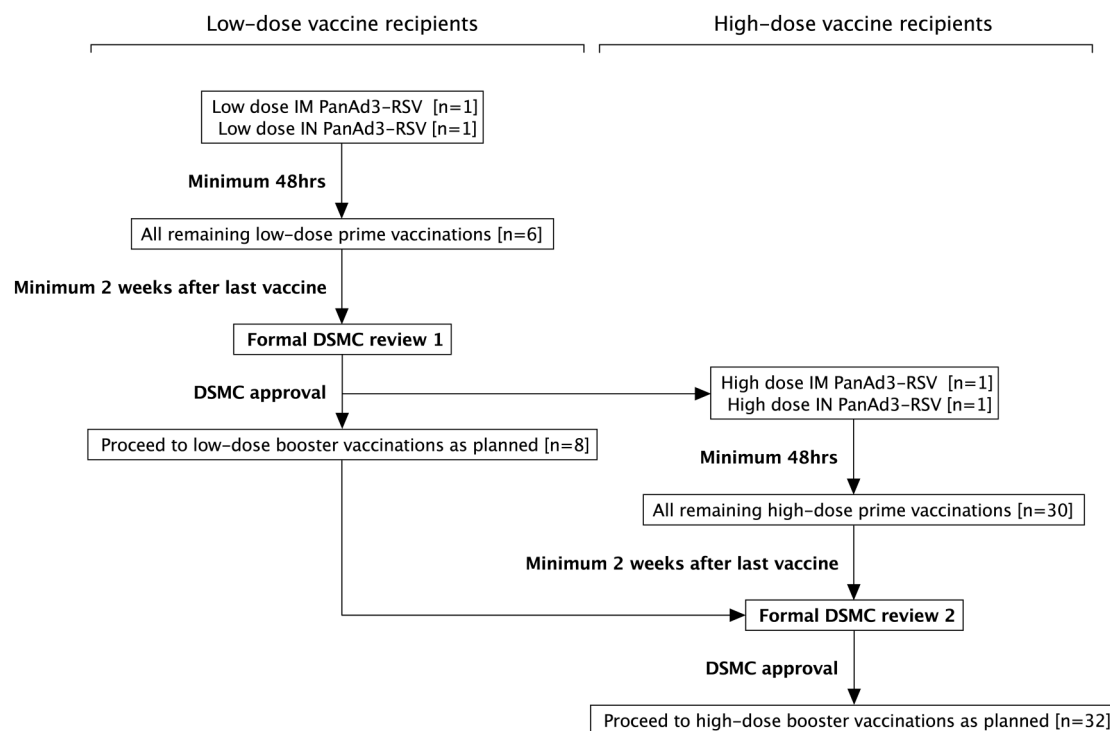 Low-dose vaccine recipients
High-dose vaccine recipients
Low dose IM PanAd3-RSV [n=1]
Low dose IN PanAd3-RSV [n=1]
Minimum 48hrs
All remaining low-dose prime vaccinations [n=6]
Minimum 2 weeks after last vaccine
Formal DSMC review 1
DSMC approval
Proceed to low-dose booster vaccinations as planned [n=8]
High dose IM PanAd3-RSV [n=1]
High dose IN PanAd3-RSV [n=1]
Minimum 48hrs
All remaining high-dose prime vaccinations [n=30]
Minimum 2 weeks after last vaccine
Formal DSMC review 2
DSMC approval
Proceed to high-dose booster vaccinations as planned [n=32]